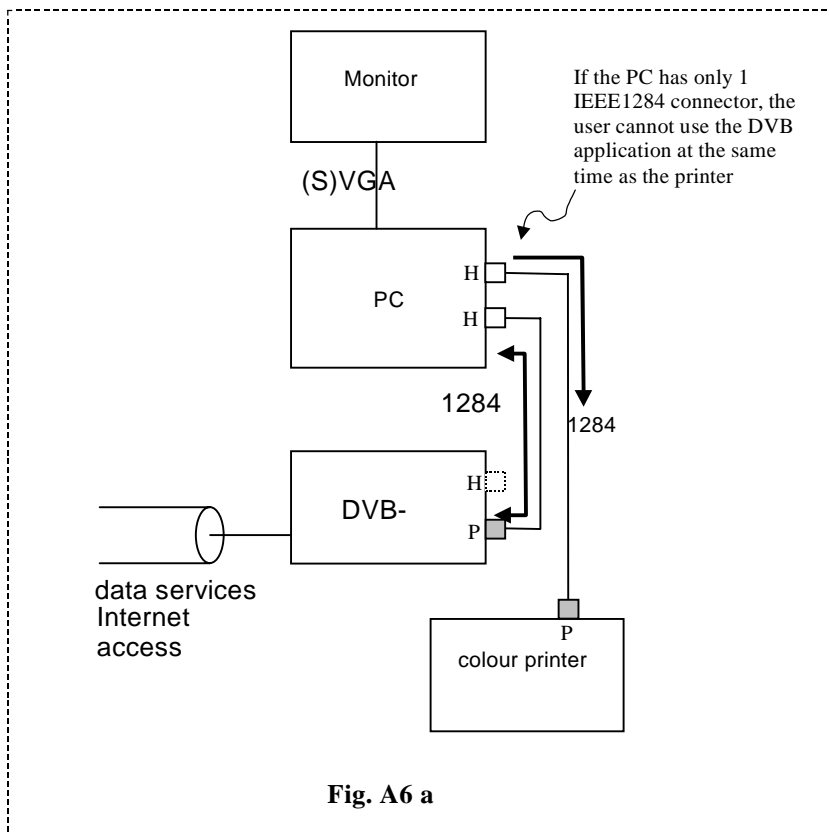 Monitor
If the PC has only 1
IEEE1284 connector, the
user cannot use the DVB
application at the same
time as the printer
(S)VGA
H
PC
H
1284
1284
H
DVB-
P
data services
Internet
access
P
colour printer
Fig. A6 a